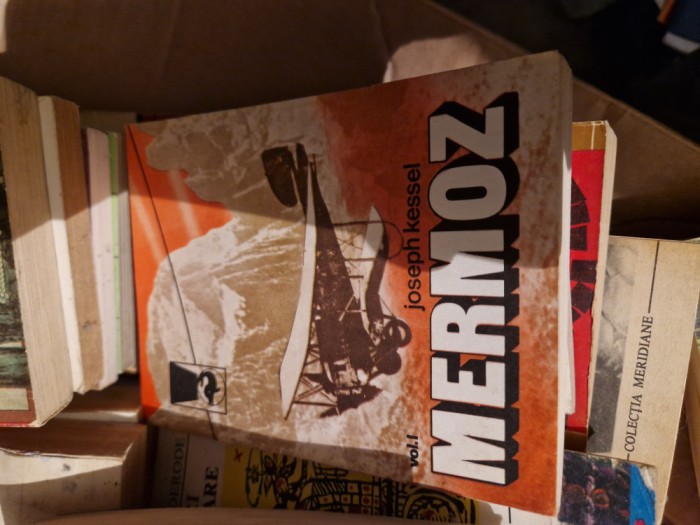 joseph kessel
MERMOZ
vol.I
COLECȚIA MERIDIANE